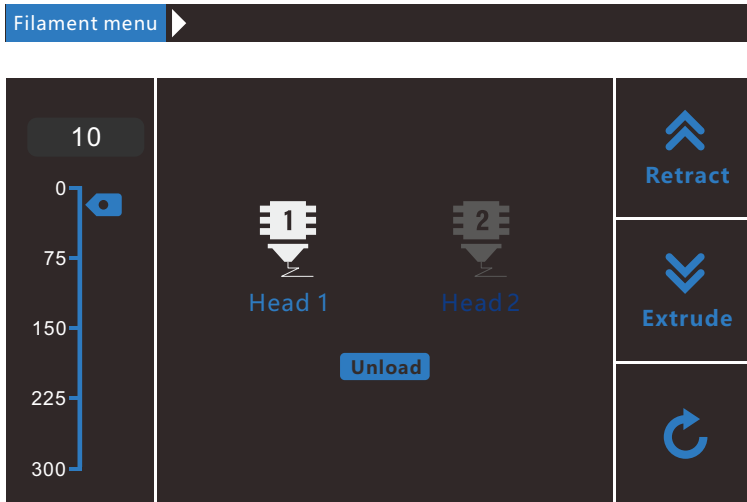 Filament menu
10
0
75
150
225
300
1
Head 1
2
Head 2
Unload
Retract
Extrude